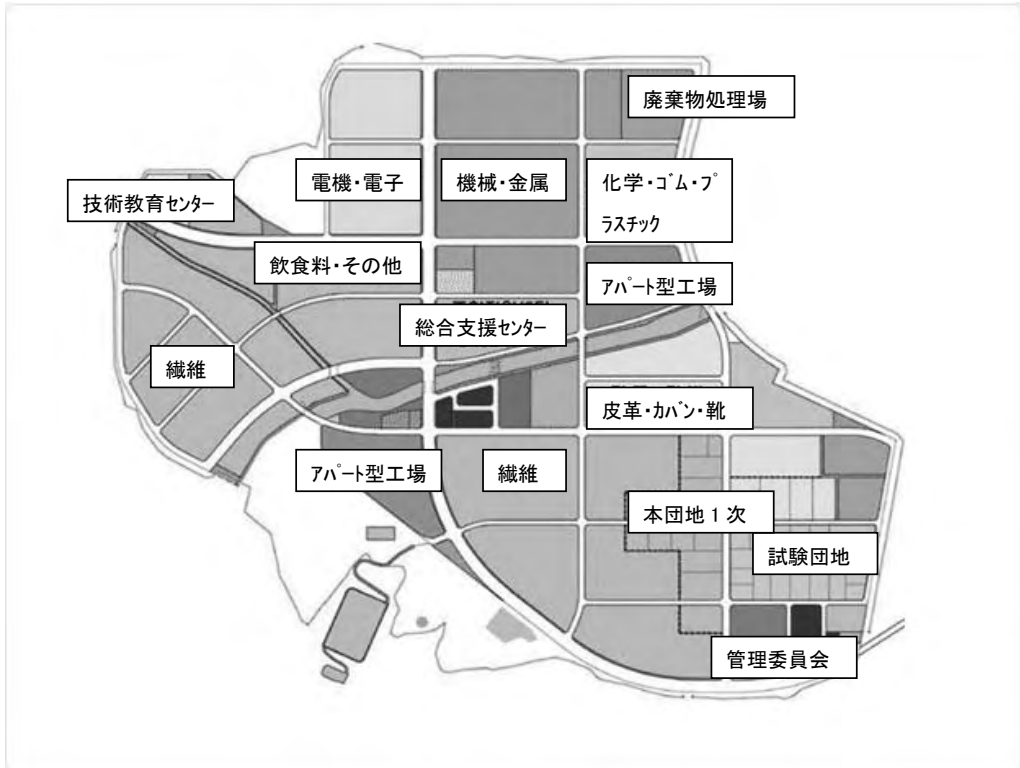 廃棄物処理場
電機・電子
機械・金属
化学・ゴム・プ
ラスチック
技術教育センター
飲食料・その他
アパート型工場
総合支援センター
繊維
皮革・カバン・靴
アパート型工場
繊維
本団地1次
試験団地
管理委員会